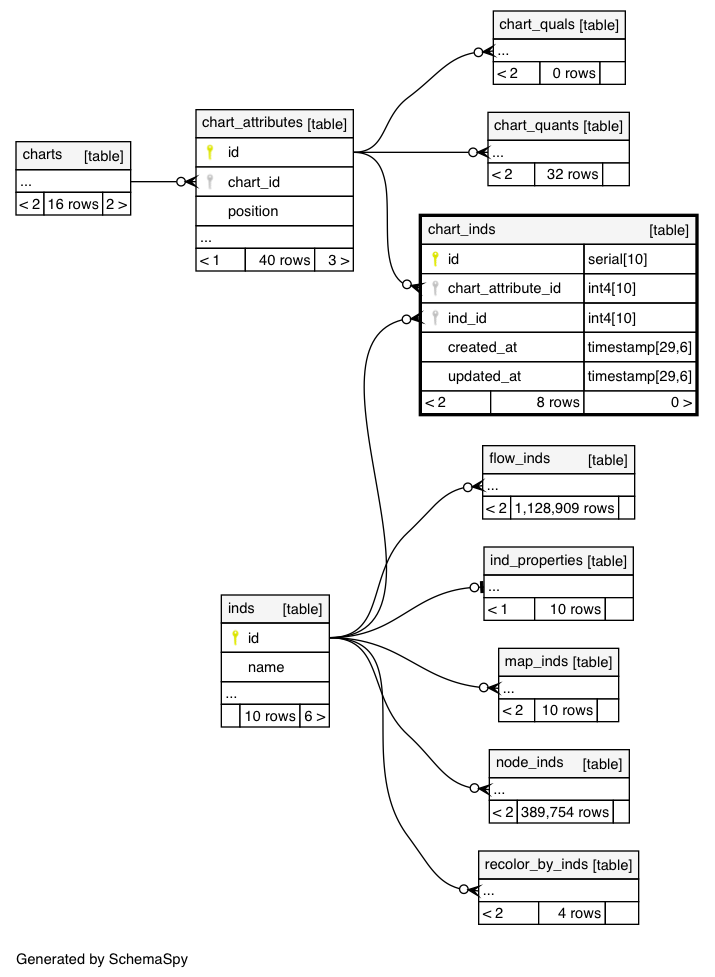 chart_quals [table]
...
< 2 0 rows
chart_attributes [table]
id
chart_id
position
...
< 1 40 rows 3 >
chart_quants [table]
...
< 2 32 rows
charts [table]
...
< 2 16 rows 2 >
chart_inds [table]
id serial[10]
chart_attribute_id int4[10]
ind_id int4[10]
created_at timestamp[29,6]
updated_at timestamp[29,6]
< 2 8 rows 0 >
flow_inds [table]
...
< 2 1,128,909 rows
ind_properties [table]
...
< 1 10 rows
inds [table]
id
name
...
10 rows 6 >
map_inds [table]
...
< 2 10 rows
node_inds [table]
...
< 2 389,754 rows
recolor_by_inds [table]
...
< 2 4 rows
Generated by SchemaSpy